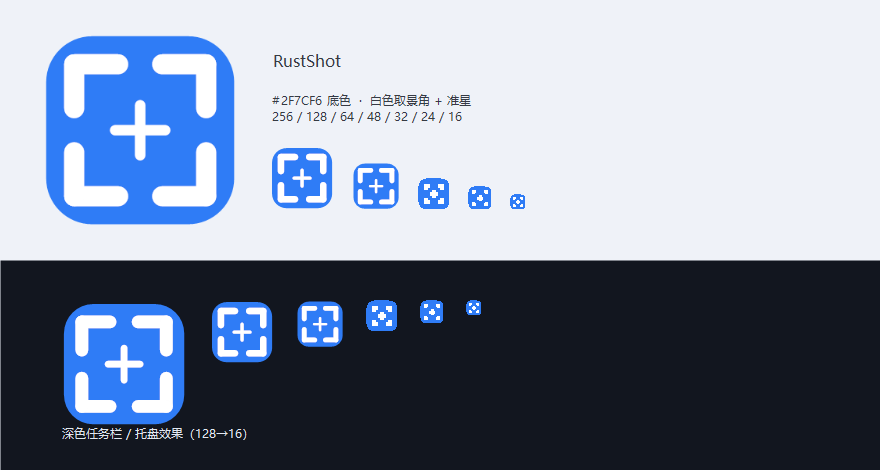 RustShot
#2F7CF6 底色 · 白色取景角 + 准星
256 / 128 / 64 / 48 / 32 / 24 / 16
深色任务栏 / 托盘效果（128→16）